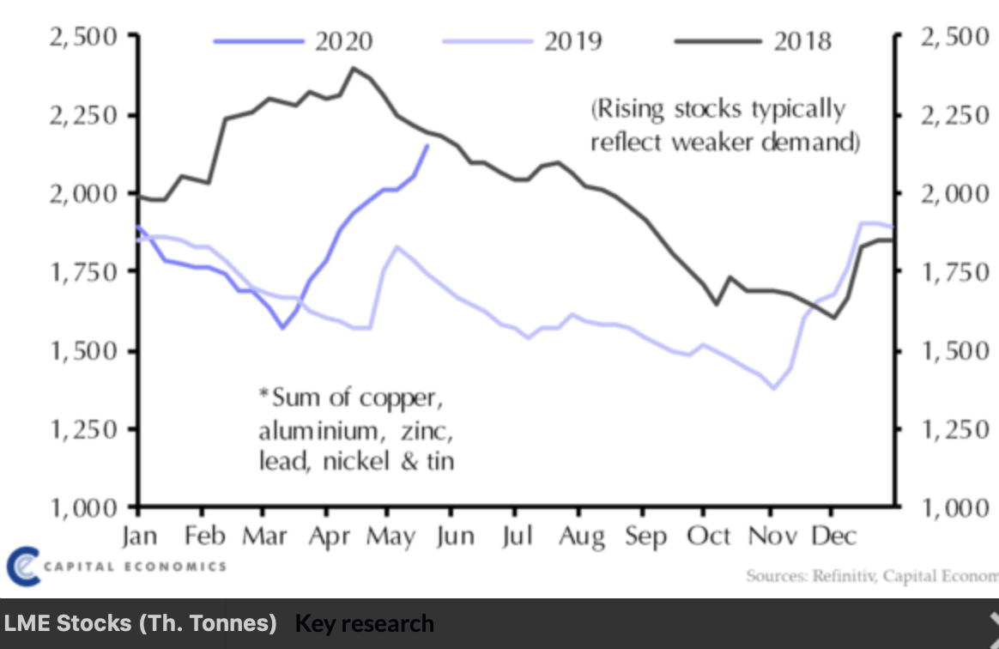 2020 2019 2018
2,500 2,500
2,250 2,250
2,000 2,000
1,750 1,750
1,500 1,500
1,250 1,250
1,000 1,000
(Rising stocks typically
reflect weaker demand)
*Sum of copper,
aluminium, zinc,
lead, nickel & tin
Jan Feb Mar Apr May Jun Jul Aug Sep Oct Nov Dec
CAPITAL ECONOMICS
Sources: Refinitiv, Capital Econom
LME Stocks (Th. Tonnes) Key research